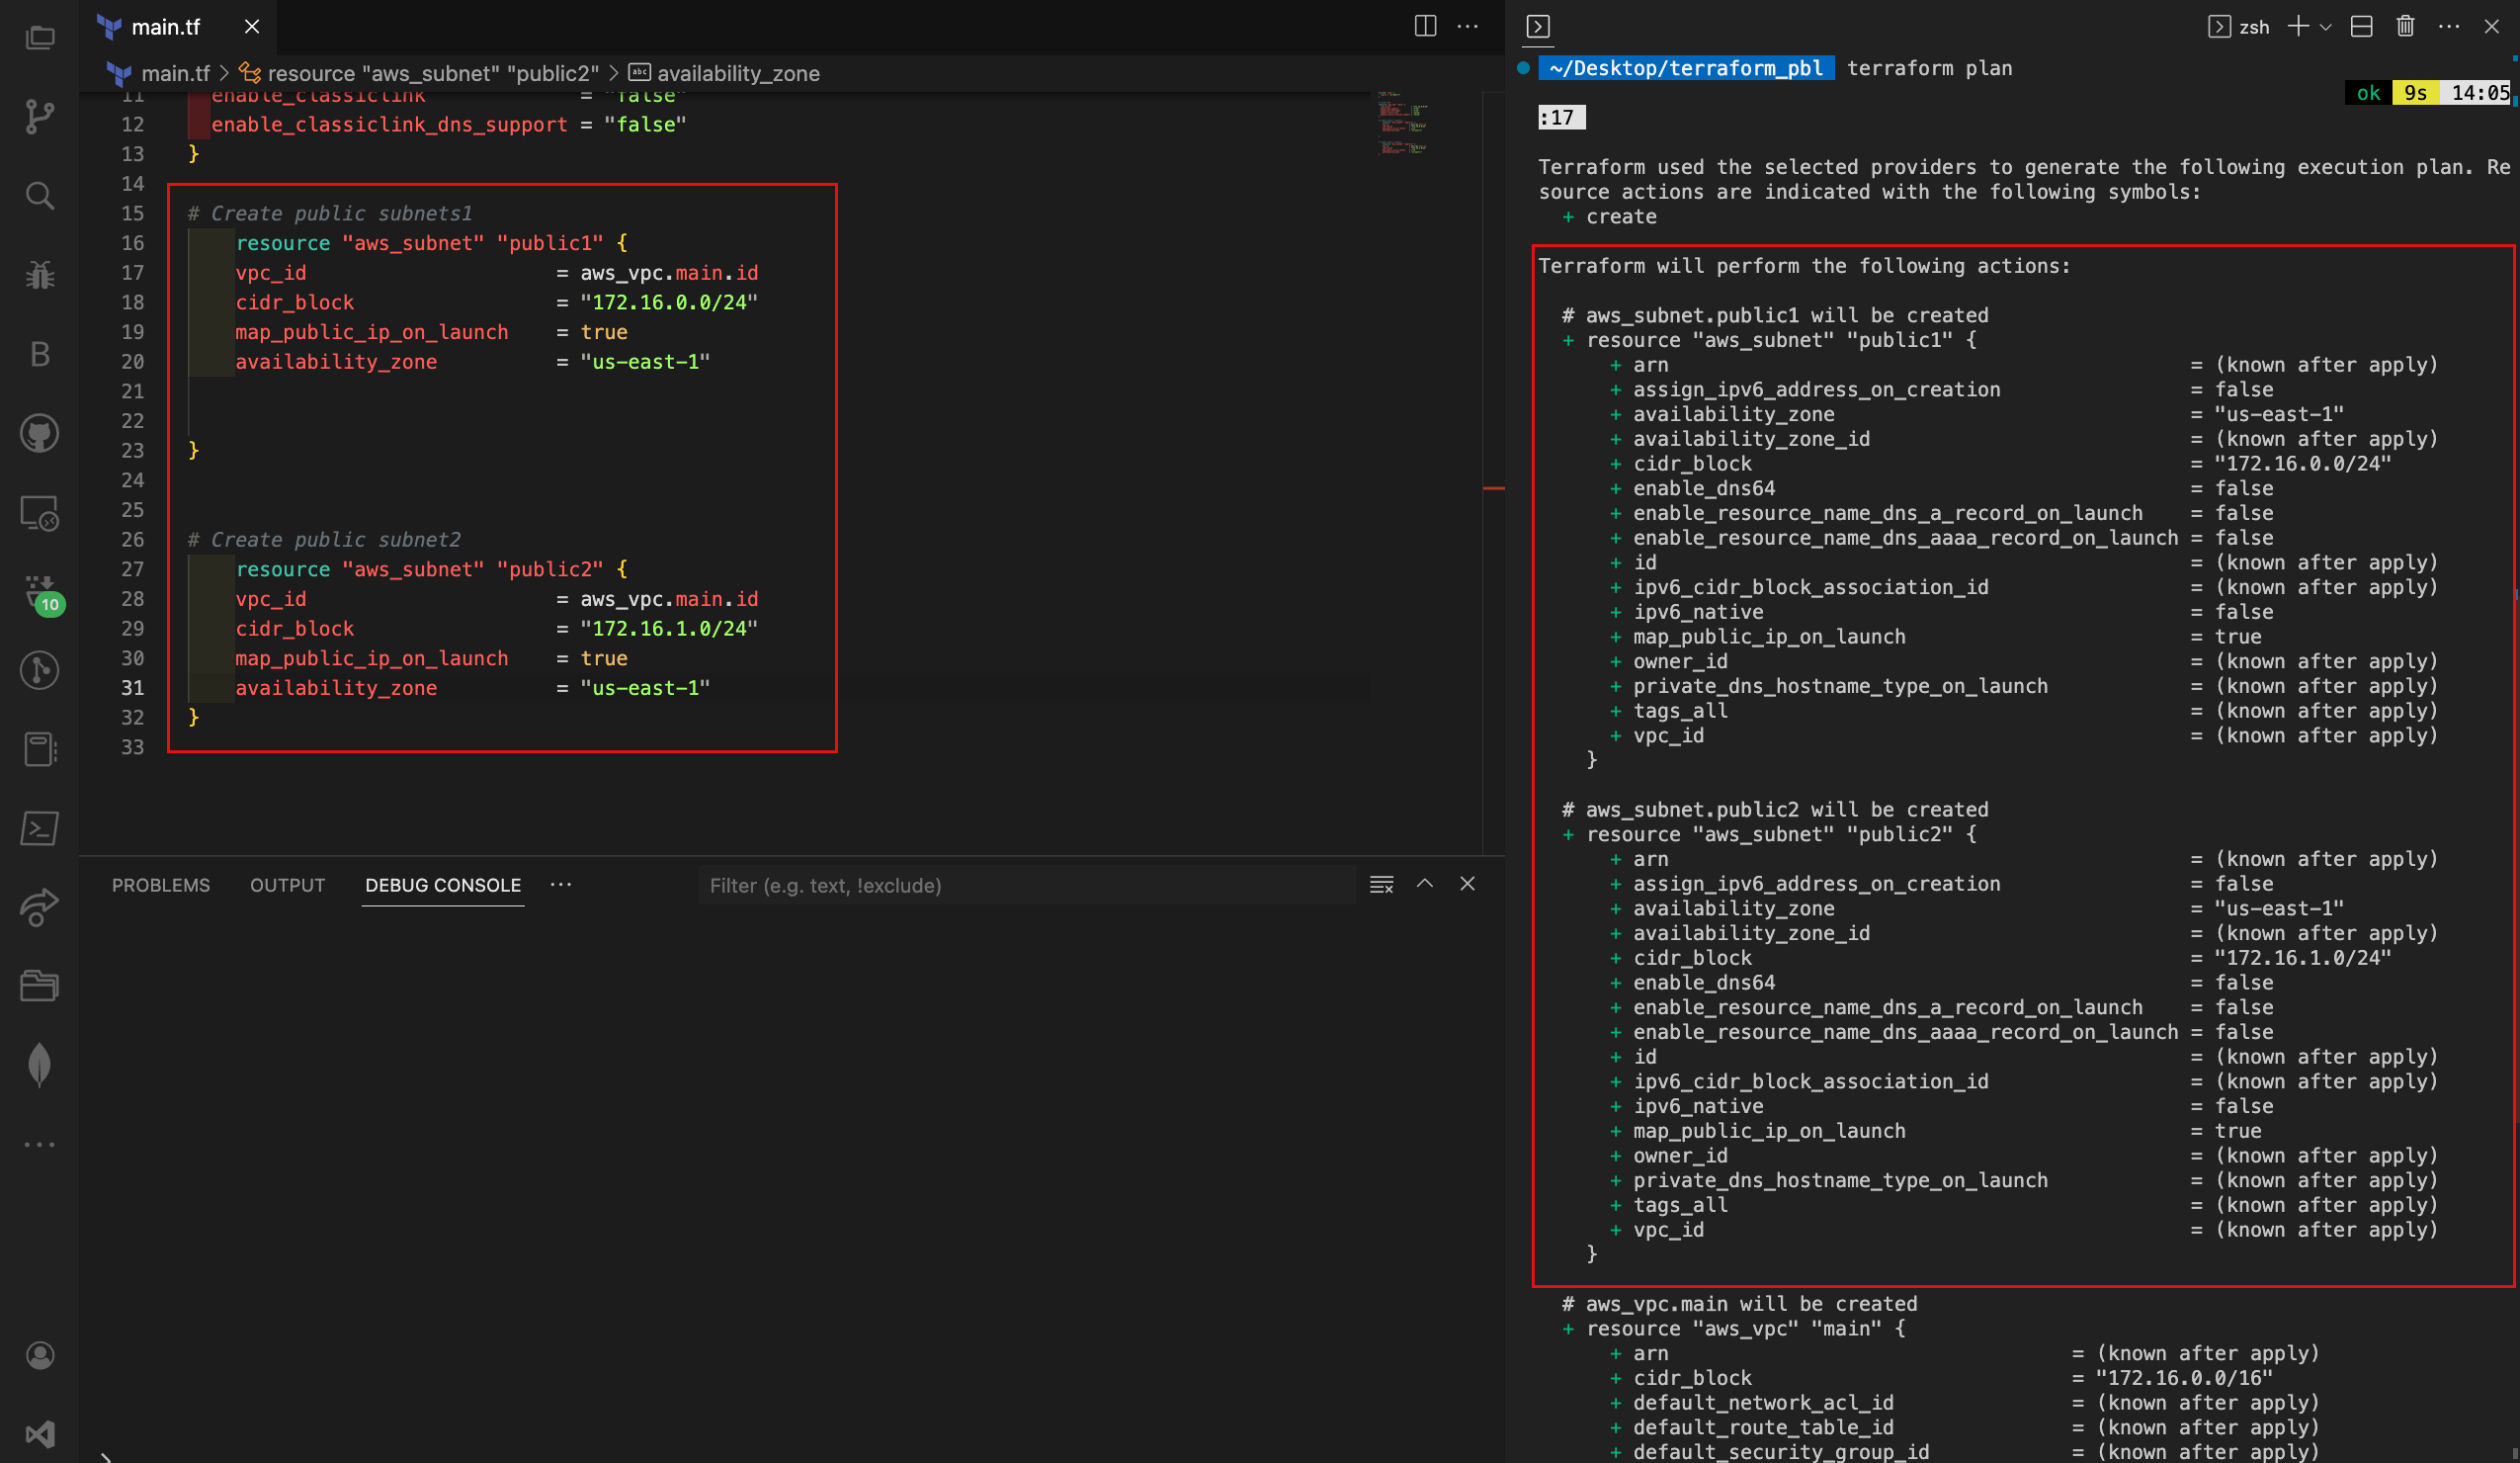 main.tf
main.tf > resource "aws_subnet" "public2" > availability_zone
11 enable_classiclink = "false"
12 enable_classiclink_dns_support = "false"
13 }
14
15 # Create public subnets1
16 resource "aws_subnet" "public1" {
17 vpc_id = aws_vpc.main.id
18 cidr_block = "172.16.0.0/24"
19 map_public_ip_on_launch = true
20 availability_zone = "us-east-1"
21
22
23 }
24
25
26 # Create public subnet2
27 resource "aws_subnet" "public2" {
28 vpc_id = aws_vpc.main.id
29 cidr_block = "172.16.1.0/24"
30 map_public_ip_on_launch = true
31 availability_zone = "us-east-1"
32 }
33
10
PROBLEMS OUTPUT DEBUG CONSOLE ··· Filter (e.g. text, !exclude)
zsh
~/Desktop/terraform_pbl terraform plan
ok 9s 14:05
:17
Terraform used the selected providers to generate the following execution plan. Re
source actions are indicated with the following symbols:
+ create
Terraform will perform the following actions:
# aws_subnet.public1 will be created
+ resource "aws_subnet" "public1" {
+ arn = (known after apply)
+ assign_ipv6_address_on_creation = false
+ availability_zone = "us-east-1"
+ availability_zone_id = (known after apply)
+ cidr_block = "172.16.0.0/24"
+ enable_dns64 = false
+ enable_resource_name_dns_a_record_on_launch = false
+ enable_resource_name_dns_aaaa_record_on_launch = false
+ id = (known after apply)
+ ipv6_cidr_block_association_id = (known after apply)
+ ipv6_native = false
+ map_public_ip_on_launch = true
+ owner_id = (known after apply)
+ private_dns_hostname_type_on_launch = (known after apply)
+ tags_all = (known after apply)
+ vpc_id = (known after apply)
}
# aws_subnet.public2 will be created
+ resource "aws_subnet" "public2" {
+ arn = (known after apply)
+ assign_ipv6_address_on_creation = false
+ availability_zone = "us-east-1"
+ availability_zone_id = (known after apply)
+ cidr_block = "172.16.1.0/24"
+ enable_dns64 = false
+ enable_resource_name_dns_a_record_on_launch = false
+ enable_resource_name_dns_aaaa_record_on_launch = false
+ id = (known after apply)
+ ipv6_cidr_block_association_id = (known after apply)
+ ipv6_native = false
+ map_public_ip_on_launch = true
+ owner_id = (known after apply)
+ private_dns_hostname_type_on_launch = (known after apply)
+ tags_all = (known after apply)
+ vpc_id = (known after apply)
}
# aws_vpc.main will be created
+ resource "aws_vpc" "main" {
+ arn = (known after apply)
+ cidr_block = "172.16.0.0/16"
+ default_network_acl_id = (known after apply)
+ default_route_table_id = (known after apply)
+ default_security_group_id = (known after apply)